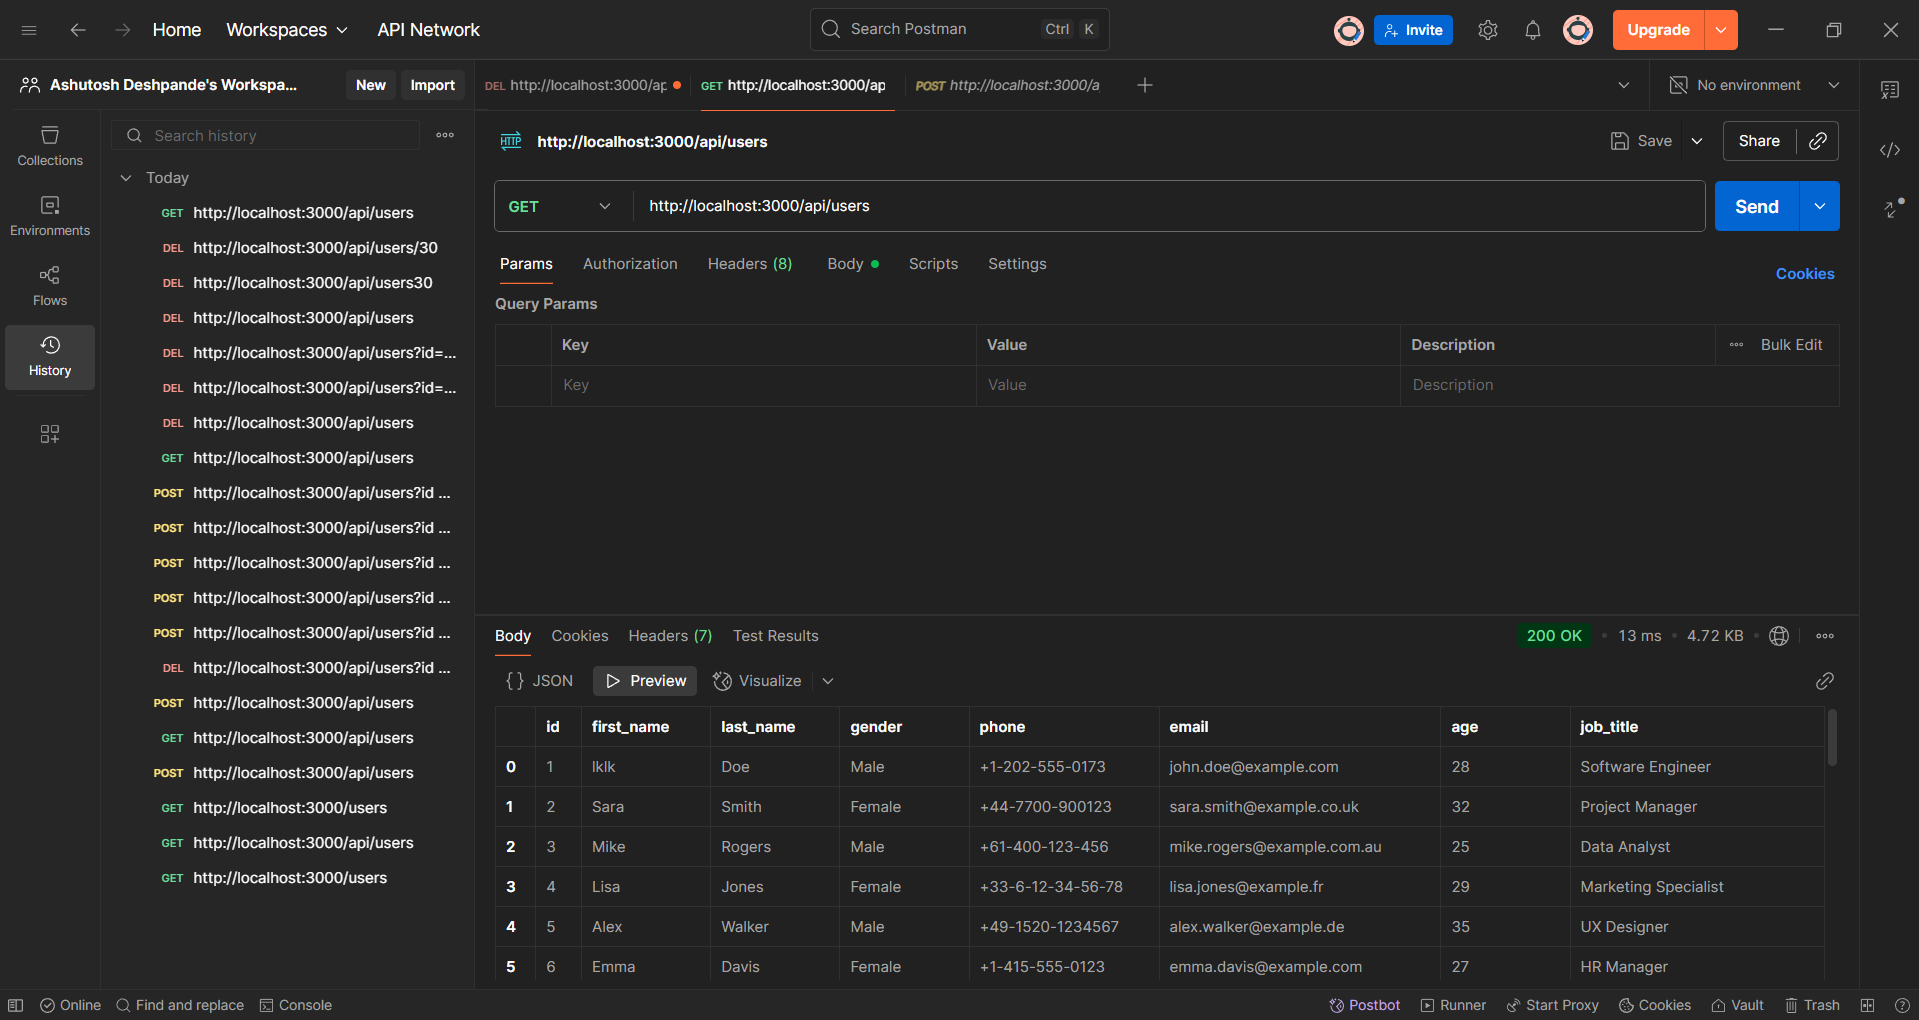 Home Workspaces API Network Search Postman Ctrl K Invite Upgrade
Ashutosh Deshpande's Workspa... New Import
DEL http://localhost:3000/ap GET http://localhost:3000/ap POST http://localhost:3000/a No environment
Collections
Environments
Flows
History
Search history
Today
GET http://localhost:3000/api/users
DEL http://localhost:3000/api/users/30
DEL http://localhost:3000/api/users30
DEL http://localhost:3000/api/users
DEL http://localhost:3000/api/users?id=...
DEL http://localhost:3000/api/users?id=...
DEL http://localhost:3000/api/users
GET http://localhost:3000/api/users
POST http://localhost:3000/api/users?id ...
POST http://localhost:3000/api/users?id ...
POST http://localhost:3000/api/users?id ...
POST http://localhost:3000/api/users?id ...
POST http://localhost:3000/api/users?id ...
DEL http://localhost:3000/api/users?id ...
POST http://localhost:3000/api/users
GET http://localhost:3000/api/users
POST http://localhost:3000/api/users
GET http://localhost:3000/users
GET http://localhost:3000/api/users
GET http://localhost:3000/users
HTTP http://localhost:3000/api/users Save Share
GET http://localhost:3000/api/users Send
Params Authorization Headers (8) Body Scripts Settings Cookies
Query Params
Key Value Description Bulk Edit
Key Value Description
Body Cookies Headers (7) Test Results 200 OK 13 ms 4.72 KB
{} JSON Preview Visualize
id first_name last_name gender phone email age job_title
0 1 lklk Doe Male +1-202-555-0173 john.doe@example.com 28 Software Engineer
1 2 Sara Smith Female +44-7700-900123 sara.smith@example.co.uk 32 Project Manager
2 3 Mike Rogers Male +61-400-123-456 mike.rogers@example.com.au 25 Data Analyst
3 4 Lisa Jones Female +33-6-12-34-56-78 lisa.jones@example.fr 29 Marketing Specialist
4 5 Alex Walker Male +49-1520-1234567 alex.walker@example.de 35 UX Designer
5 6 Emma Davis Female +1-415-555-0123 emma.davis@example.com 27 HR Manager
Online Find and replace Console Postbot Runner Start Proxy Cookies Vault Trash